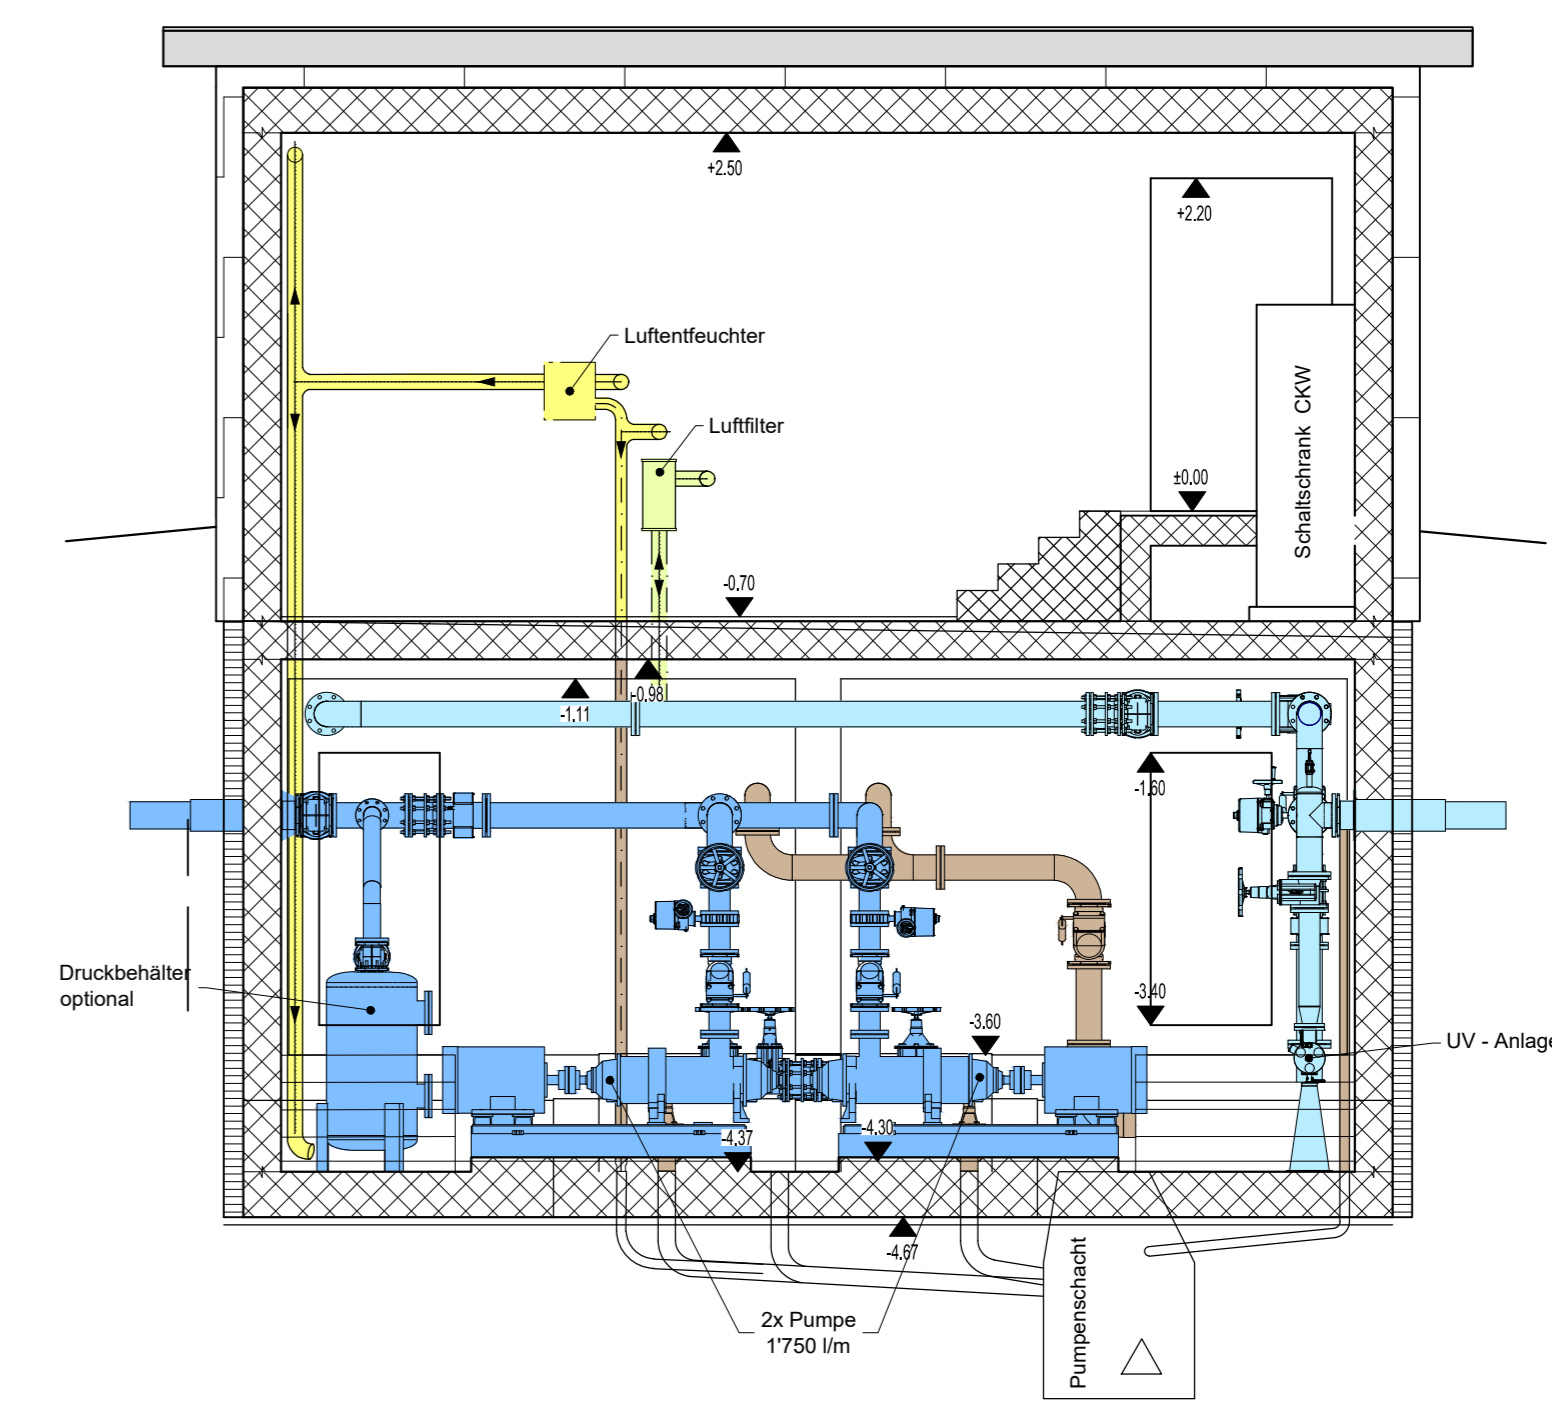 +2.50
+2.20
Luftentfeuchter
Luftfilter
±0.00
Schaltschrank CKW
-0.70
-0.98
-1.11
-1.60
Druckbehälter
optional
-3.40
-3.60
UV - Anlage
-4.37
-4.30
-4.67
Pumpenschacht
2x Pumpe
1'750 l/m